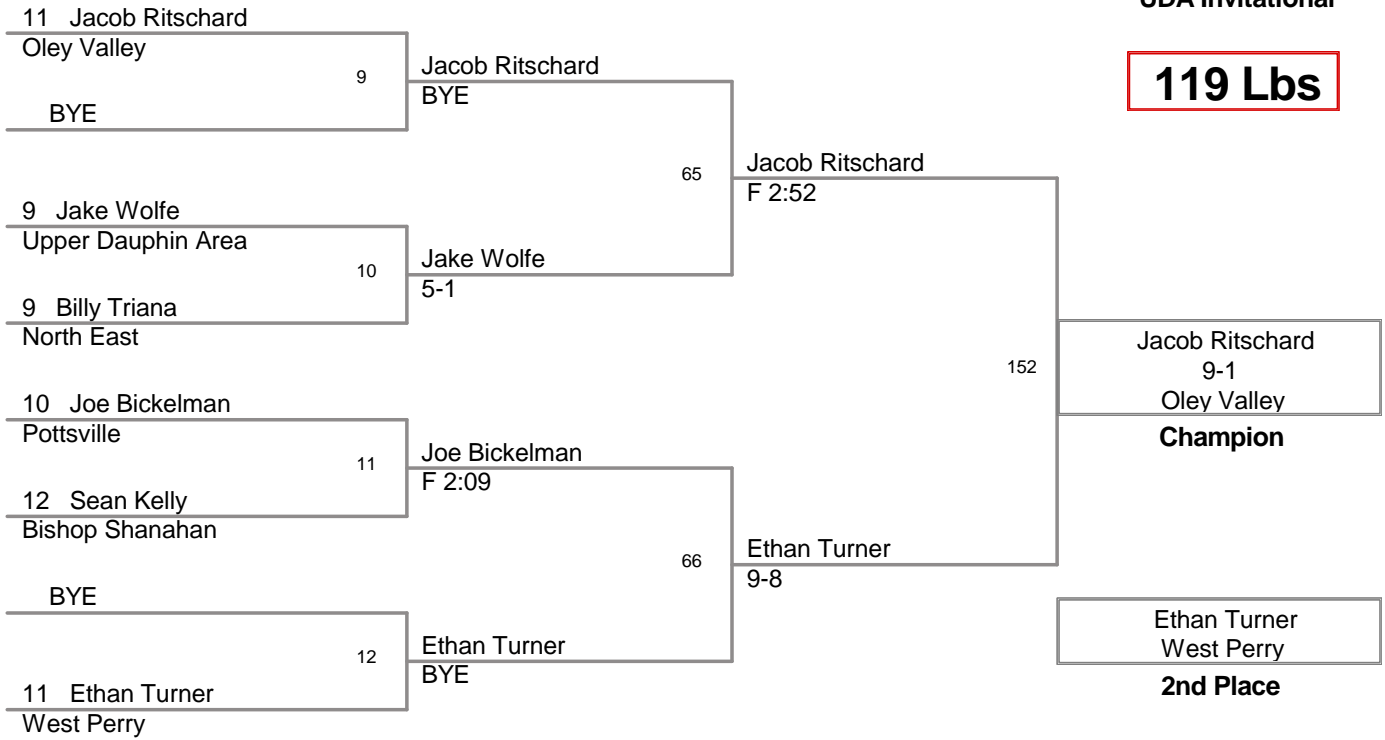 UDA Invitational
119 Lbs
11 Jacob Ritschard
Oley Valley
9
BYE
Jacob Ritschard
BYE
9 Jake Wolfe
Upper Dauphin Area
10
9 Billy Triana
North East
Jake Wolfe
5-1
65
Jacob Ritschard
F 2:52
10 Joe Bickelman
Pottsville
11
12 Sean Kelly
Bishop Shanahan
Joe Bickelman
F 2:09
BYE
12
11 Ethan Turner
West Perry
Ethan Turner
BYE
66
Ethan Turner
9-8
152
Jacob Ritschard
9-1
Oley Valley
Champion
Ethan Turner
West Perry
2nd Place